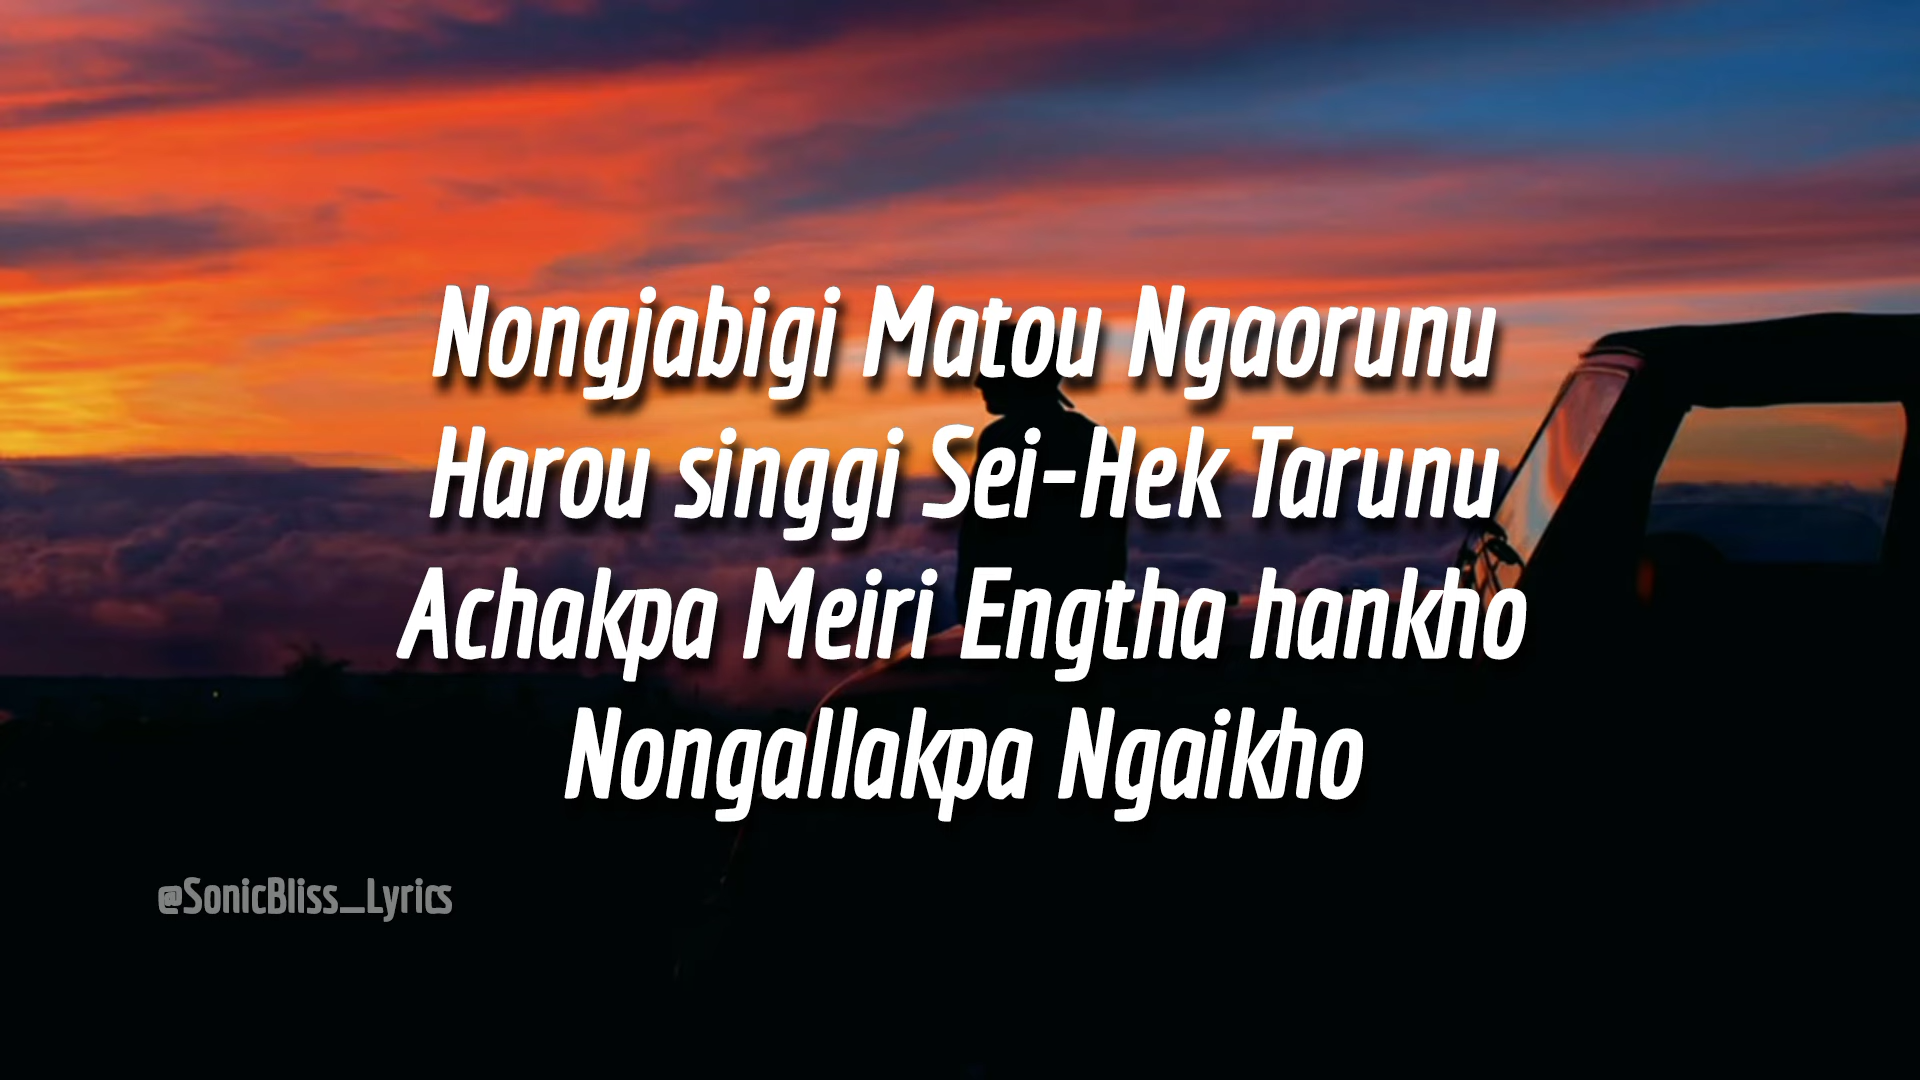 Nongjabigi Matou Ngaorunu
Harou singgi Sei-Hek Tarunu
Achakpa Meiri Engtha hankho
Nongallakpa Ngaikho
@SonicBliss_Lyrics